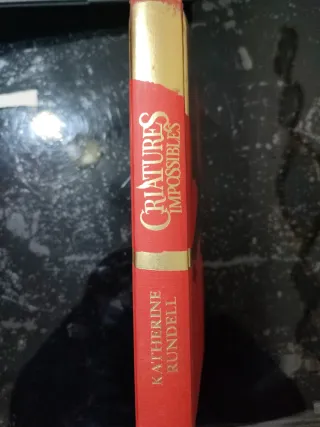 CRIATURES
IMPOSSIBLES
KATHERINE
RUNDELL